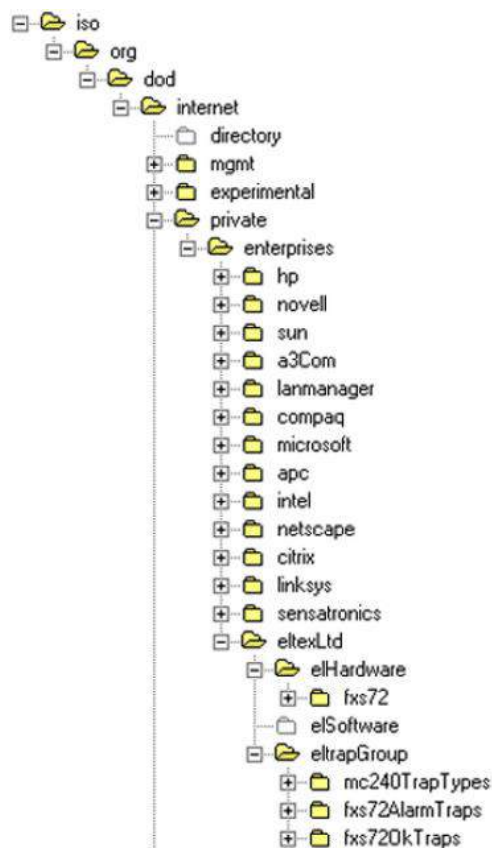 iso
org
dod
internet
directory
mgmt
experimental
private
enterprises
hp
novell
sun
a3Com
lanmanager
compaq
microsoft
apc
intel
netscape
citrix
linksys
sensatronics
eltexLtd
elHardware
fxs72
elSoftware
eltrapGroup
mc240TrapTypes
fxs72AlarmTraps
fxs72OkTraps